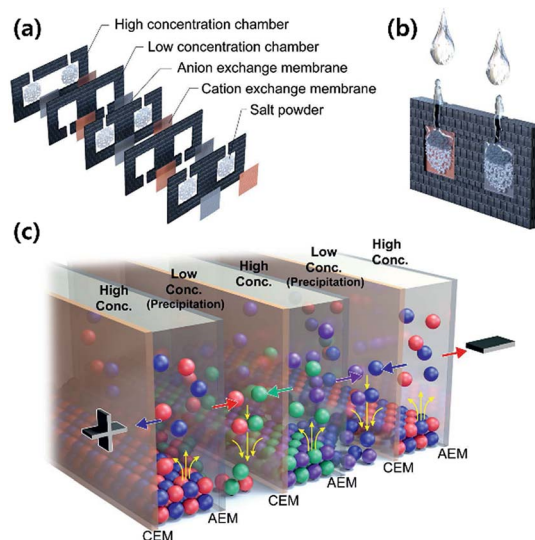 (a)
High concentration chamber
Low concentration chamber
Anion exchange membrane
Cation exchange membrane
Salt powder
(b)
(c)
High
Conc.
Low
Conc.
(Precipitation)
High
Conc.
Low
Conc.
(Precipitation)
High
Conc.
CEM
AEM
CEM
AEM
CEM
AEM